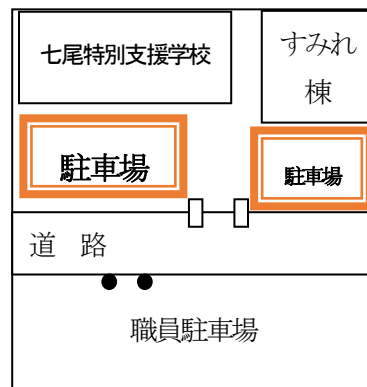 七尾特別支援学校
すみれ
棟
駐車場
駐車場
道　路
職員駐車場